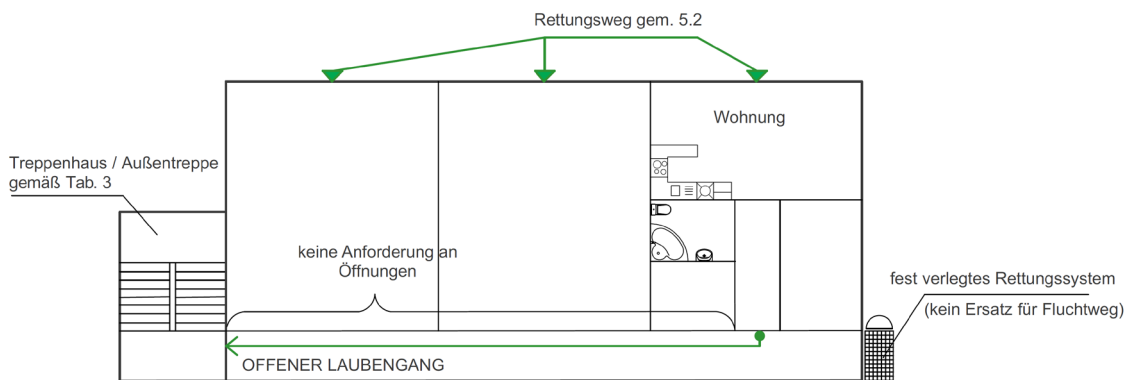 Rettungsweg gem. 5.2
Wohnung
Treppenhaus / Außentreppe
gemäß Tab. 3
keine Anforderung an
Öffnungen
fest verlegtes Rettungssystem
(kein Ersatz für Fluchtweg)
OFFENER LAUBENGANG